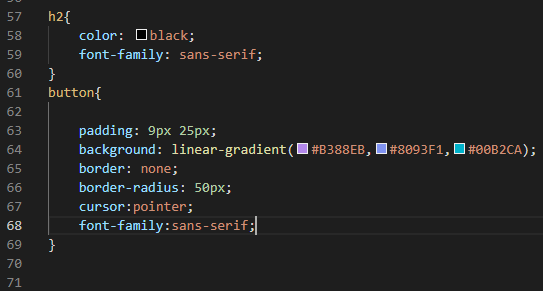 57 h2{
58 color: black;
59 font-family: sans-serif;
60 }
61 button{
62
63 padding: 9px 25px;
64 background: linear-gradient(#B388EB,#8093F1,#00B2CA);
65 border: none;
66 border-radius: 50px;
67 cursor:pointer;
68 font-family:sans-serif;
69 }
70
71